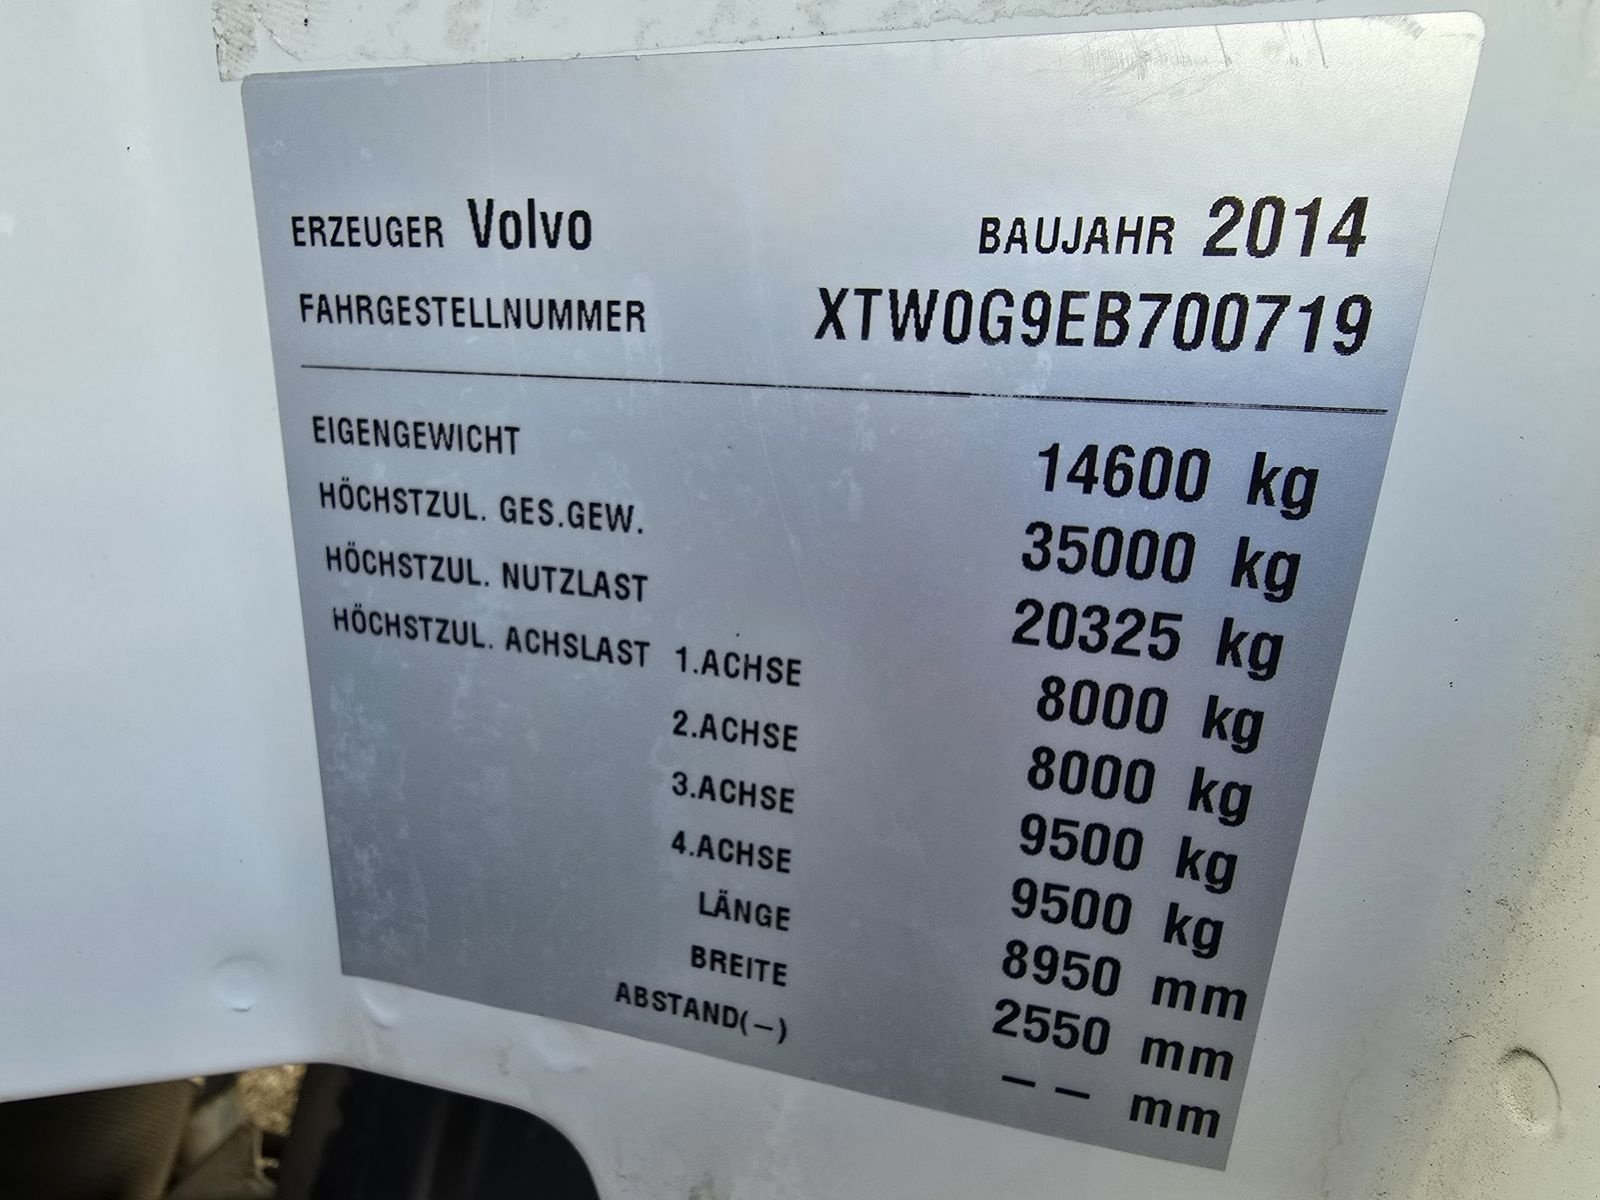 ERZEUGER Volvo BAUJAHR 2014
FAHRGESTELLNUMMER XTW0G9EB700719
EIGENGEWICHT 14600 kg
HÖCHSTZUL. GES.GEW. 35000 kg
HÖCHSTZUL. NUTZLAST 20325 kg
HÖCHSTZUL. ACHSLAST 1.ACHSE 8000 kg
2.ACHSE 8000 kg
3.ACHSE 9500 kg
4.ACHSE 9500 kg
LÄNGE 8950 mm
BREITE 2550 mm
ABSTAND(–) – – mm